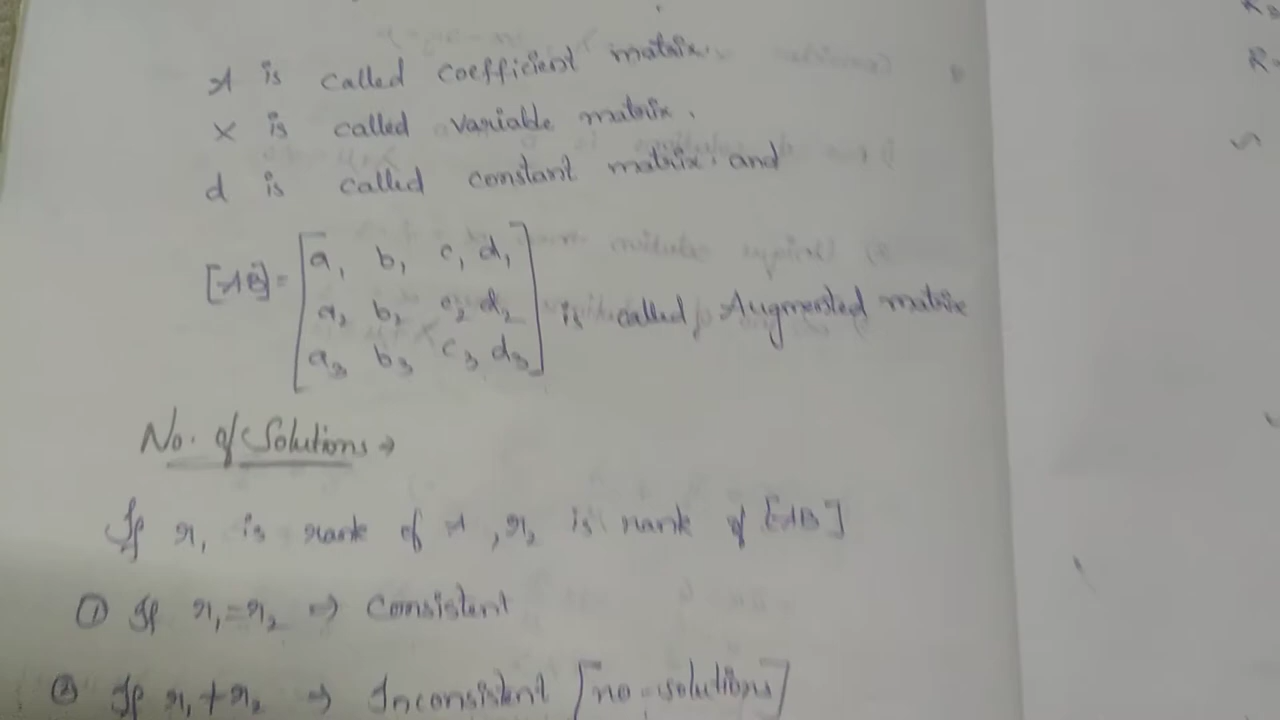 A is called coefficient matrix.
X is called variable matrix.
d is called constant matrix. and
[AB] = [a₁ b₁ c₁ d₁
a₂ b₂ c₂ d₂
a₃ b₃ c₃ d₃] is called, Augmented matrix
No. of Solutions →
If r₁ is rank of A, r₂ is rank of [AB]
① If r₁ = r₂ ⇒ Consistent
② If r₁ ≠ r₂ ⇒ Inconsistent [no-solutions]